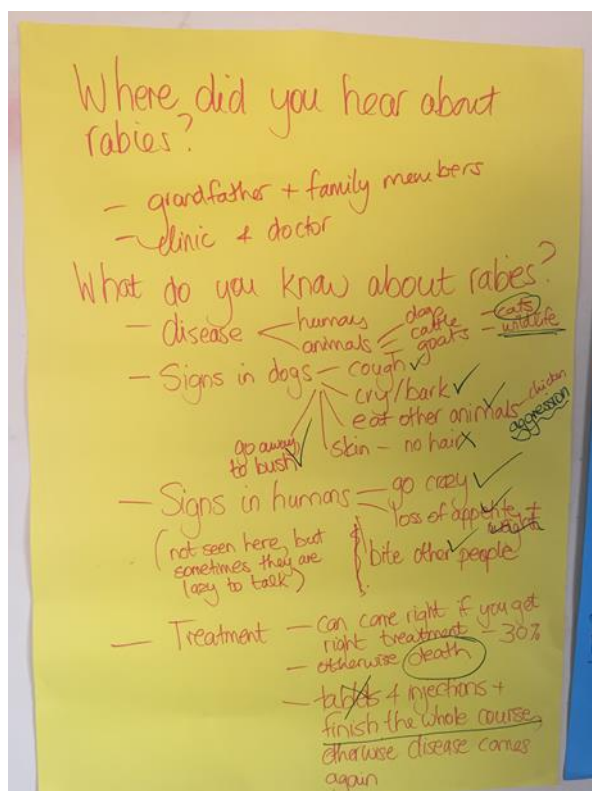 Where did you hear about
rabies?
- grandfather + family members
- clinic & doctor
What do you know about rabies?
- disease - humans
- animals - dogs
cattle
goats
- cats
- wildlife
- Signs in dogs - cough ✓
cry/bark ✓
eat other animals ✓ - chicken
aggression
skin - no hair X
go away
to bush ✓
- Signs in humans - go crazy ✓
loss of appetite ✓ +
weight
bite other people ✓
(not seen here, but
sometimes they are
lazy to talk)
- Treatment - can come right if you get
right treatment - 30%
- otherwise death
- tablets & injections +
finish the whole course,
otherwise disease comes
again